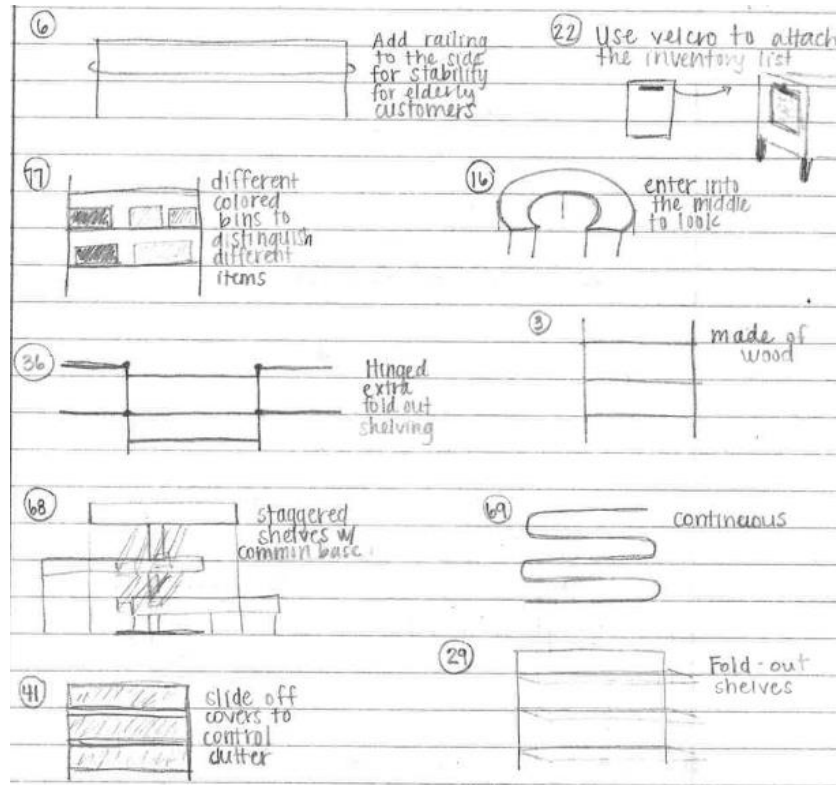 6
Add railing
to the side
for stability
for elderly
customers
22
Use velcro to attach
the inventory list
77
different
colored
bins to
distinguish
different
items
16
enter into
the middle
to look
36
Hinged
extra
fold out
shelving
3
made of
wood
68
staggered
shelves w/
common base
69
continuous
41
slide off
covers to
control
clutter
29
Fold-out
shelves